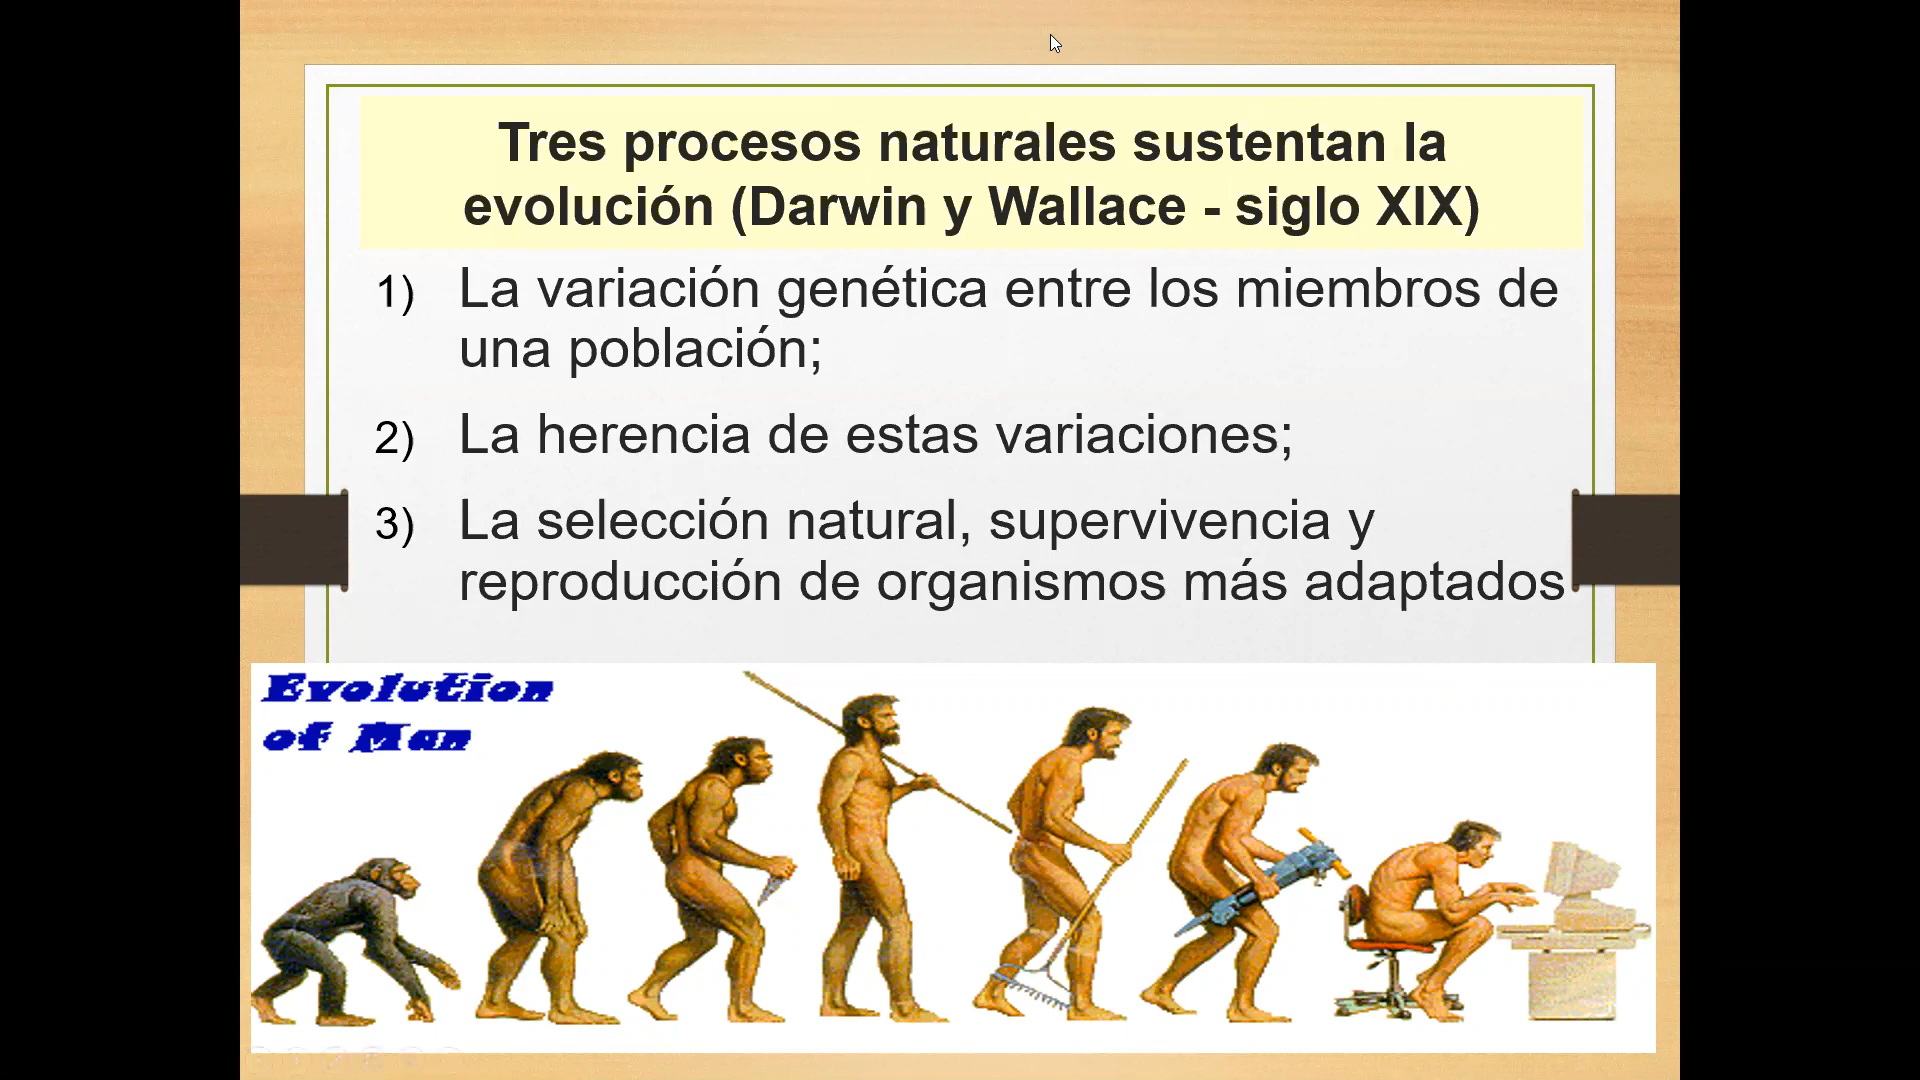 Tres procesos naturales sustentan la
evolución (Darwin y Wallace - siglo XIX)
1) La variación genética entre los miembros de
una población;
2) La herencia de estas variaciones;
3) La selección natural, supervivencia y
reproducción de organismos más adaptados
Evolution
of Man